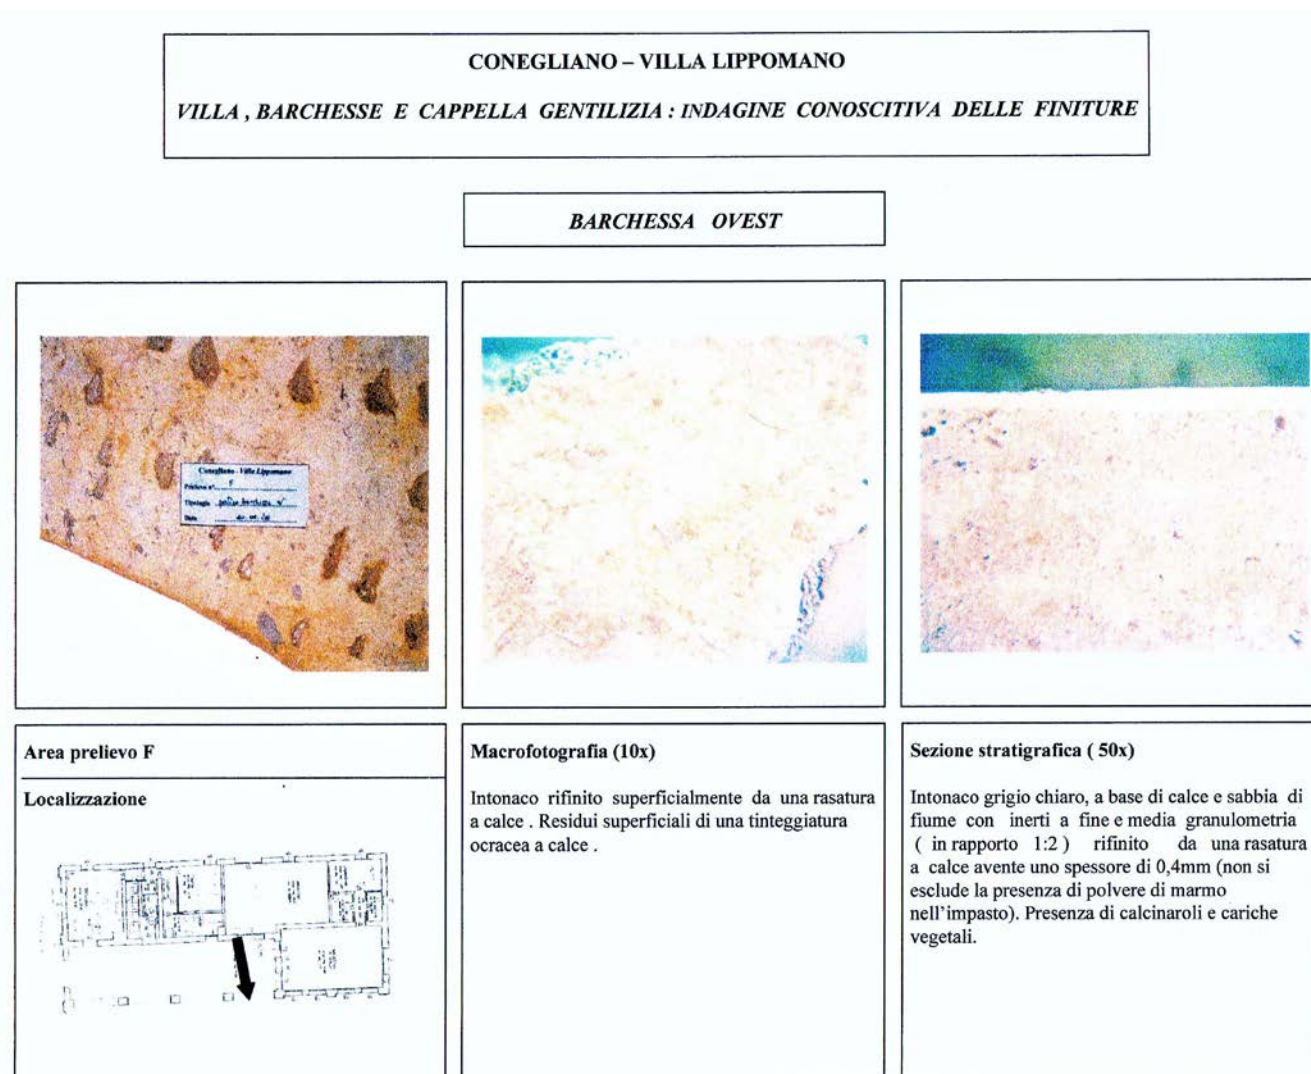 CONEGLIANO – VILLA LIPPOMANO
VILLA , BARCHESSE E CAPPELLA GENTILIZIA : INDAGINE CONOSCITIVA DELLE FINITURE
BARCHESSA OVEST
Conegliano - Villa Lippomano
Prelievo n° F
Tipologia
Data
Area prelievo F
Localizzazione
Macrofotografia (10x)
Intonaco rifinito superficialmente da una rasatura
a calce . Residui superficiali di una tinteggiatura
ocracea a calce .
Sezione stratigrafica ( 50x)
Intonaco grigio chiaro, a base di calce e sabbia di
fiume con inerti a fine e media granulometria
( in rapporto 1:2 ) rifinito da una rasatura
a calce avente uno spessore di 0,4mm (non si
esclude la presenza di polvere di marmo
nell'impasto). Presenza di calcinaroli e cariche
vegetali.